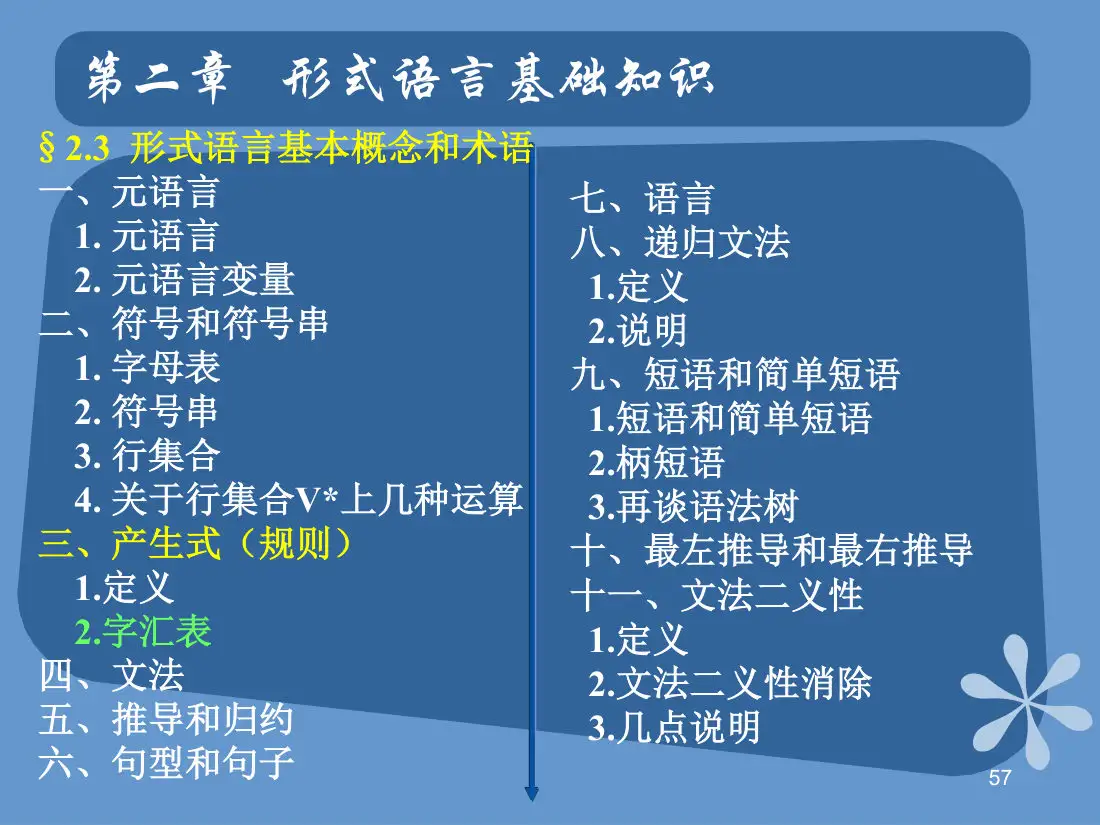 第二章 形式语言基础知识
§2.3 形式语言基本概念和术语
一、元语言
1. 元语言
2. 元语言变量
二、符号和符号串
1. 字母表
2. 符号串
3. 行集合
4. 关于行集合V*上几种运算
三、产生式（规则）
1.定义
2.字汇表
四、文法
五、推导和归约
六、句型和句子
七、语言
八、递归文法
1.定义
2.说明
九、短语和简单短语
1.短语和简单短语
2.柄短语
3.再谈语法树
十、最左推导和最右推导
十一、文法二义性
1.定义
2.文法二义性消除
3.几点说明
57